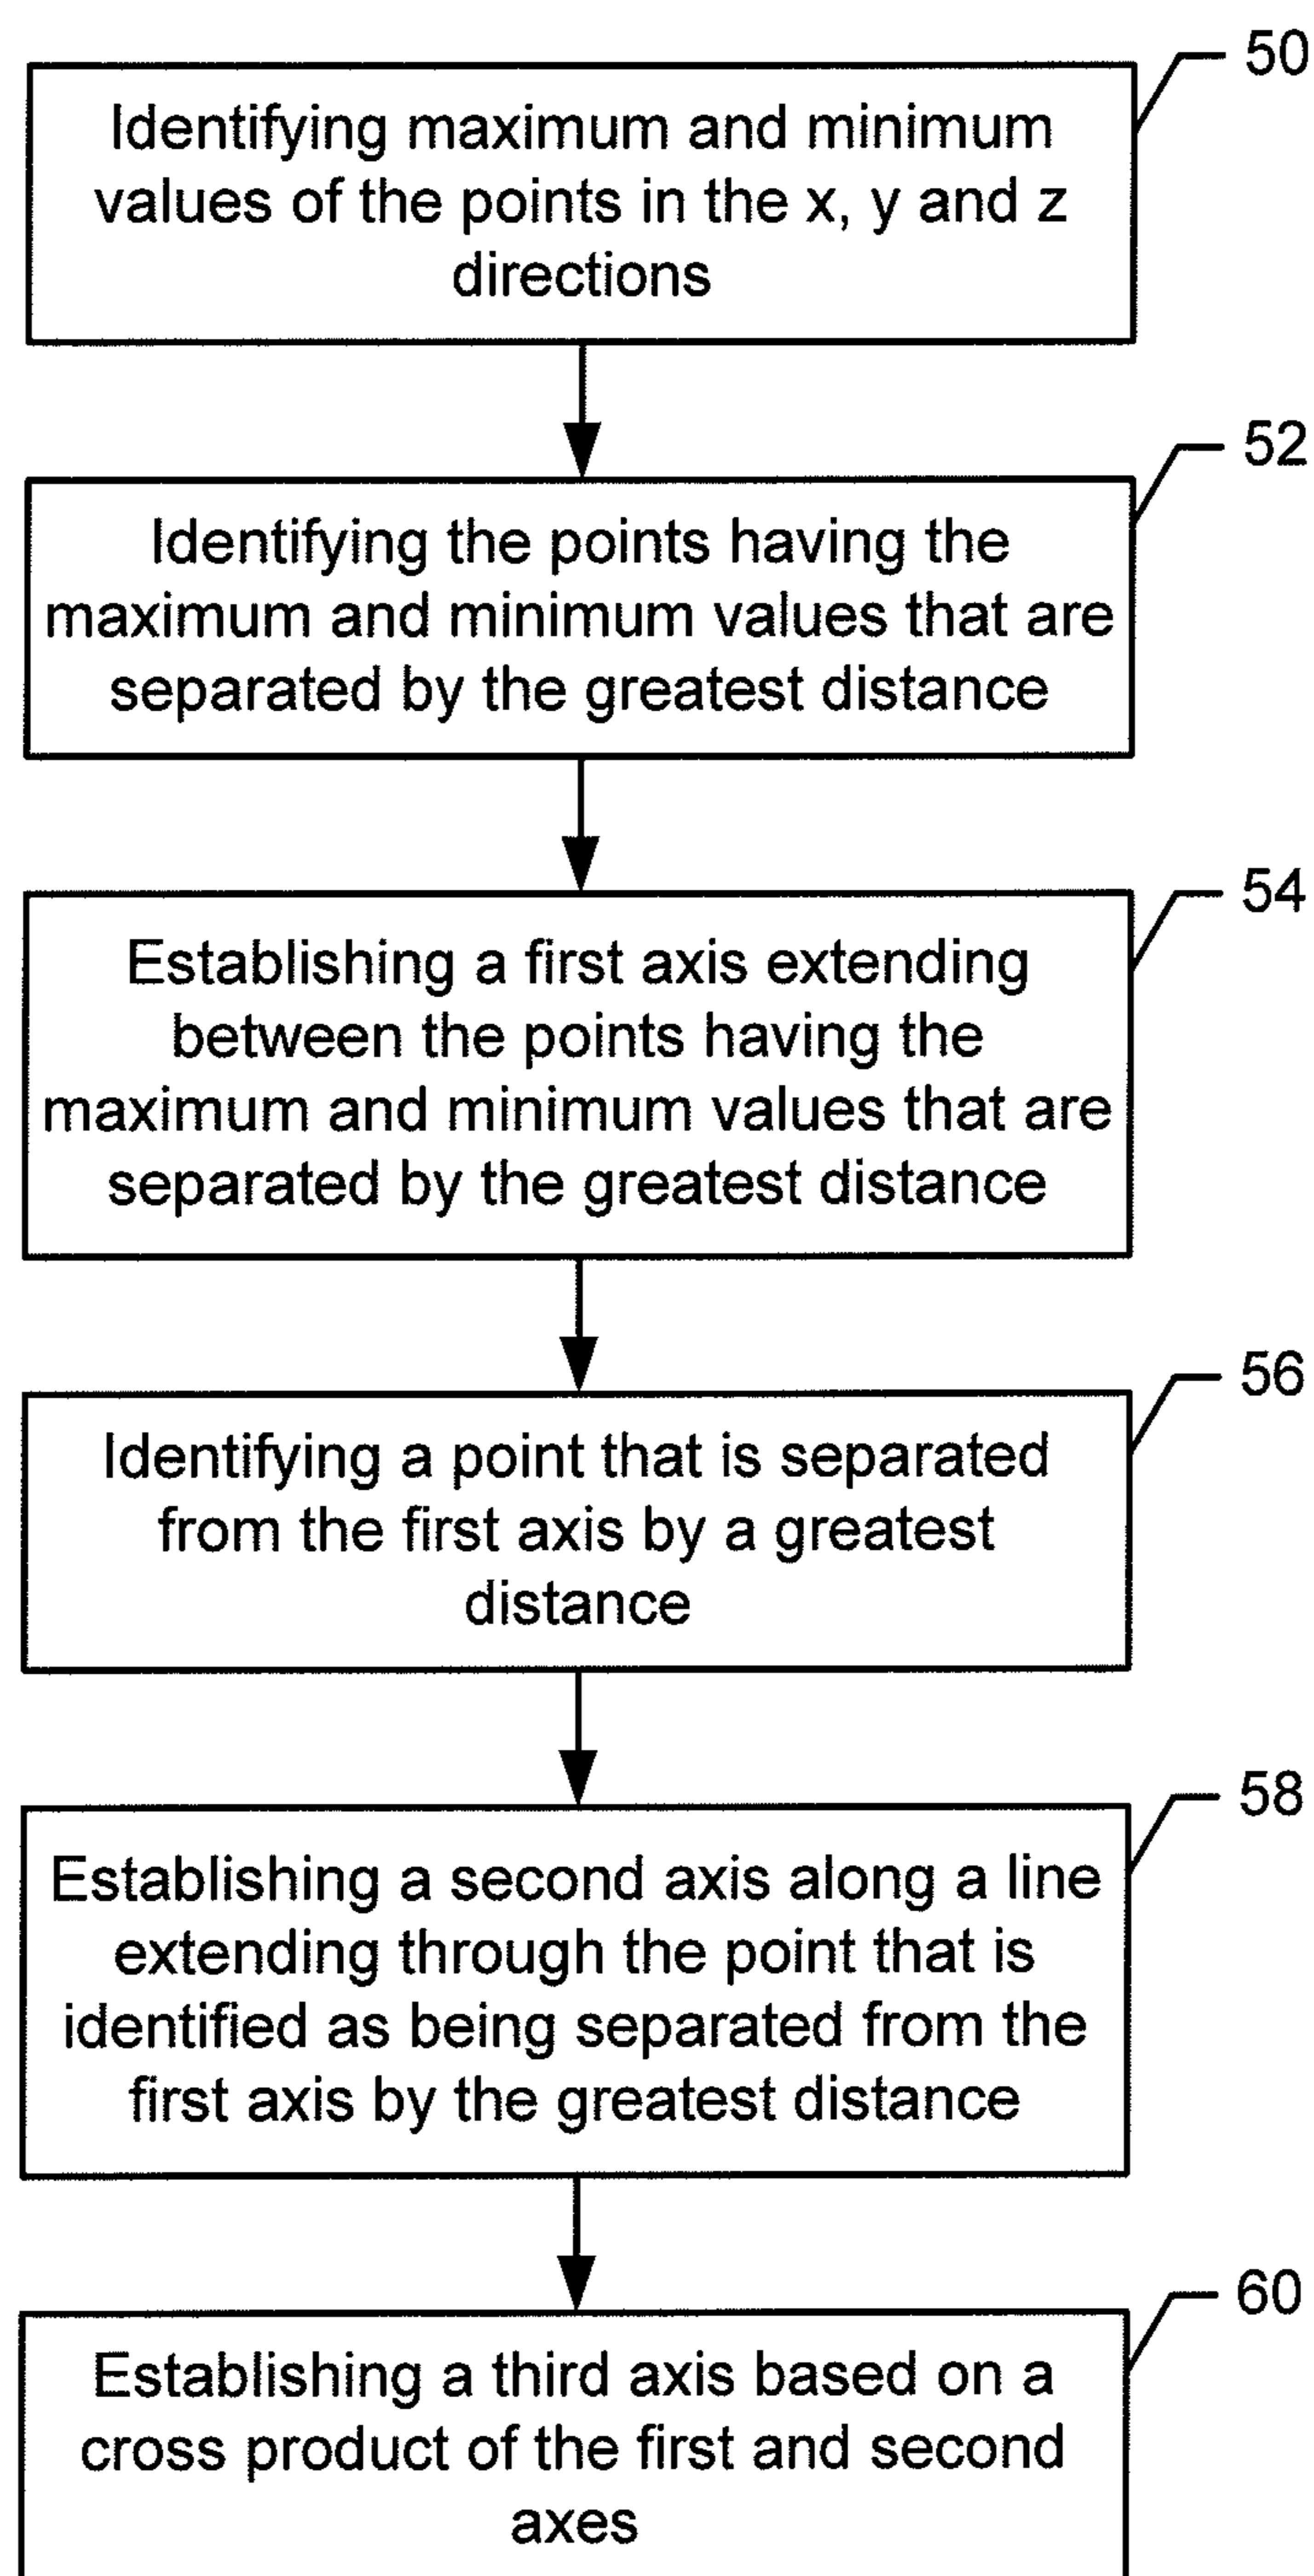 50
Identifying maximum and minimum
values of the points in the x, y and z
directions
52
Identifying the points having the
maximum and minimum values that are
separated by the greatest distance
54
Establishing a first axis extending
between the points having the
maximum and minimum values that are
separated by the greatest distance
56
Identifying a point that is separated
from the first axis by a greatest
distance
58
Establishing a second axis along a line
extending through the point that is
identified as being separated from the
first axis by the greatest distance
60
Establishing a third axis based on a
cross product of the first and second
axes